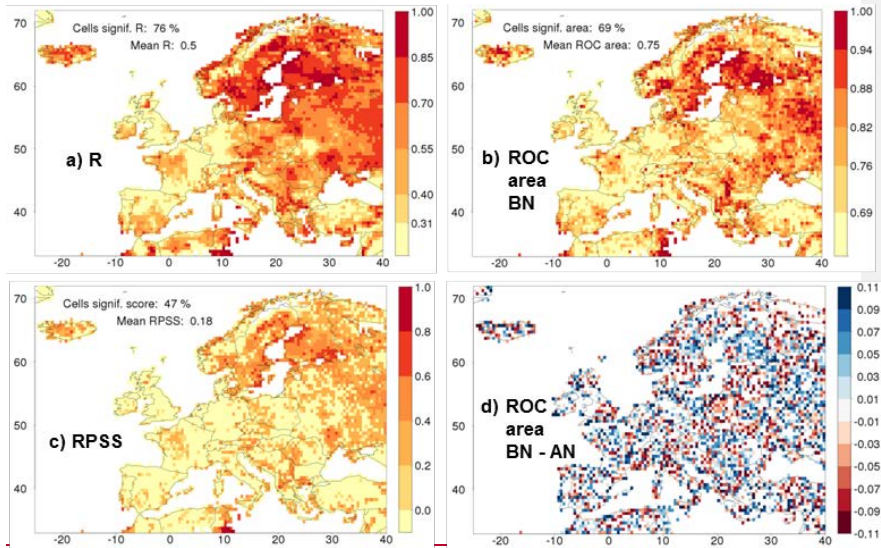 70
60
50
40
-20 -10 0 10 20 30 40
Cells signif. R: 76 %
Mean R: 0.5
a) R
1.00
0.85
0.70
0.55
0.40
0.31
70
60
50
40
-20 -10 0 10 20 30 40
Cells signif. area: 69 %
Mean ROC area: 0.75
b) ROC
area
BN
1.00
0.94
0.88
0.82
0.76
0.69
70
60
50
40
-20 -10 0 10 20 30 40
Cells signif. score: 47 %
Mean RPSS: 0.18
c) RPSS
1.0
0.8
0.6
0.4
0.2
0.0
70
60
50
40
-20 -10 0 10 20 30 40
d) ROC
area
BN - AN
0.11
0.09
0.07
0.05
0.03
0.01
-0.01
-0.03
-0.05
-0.07
-0.09
-0.11